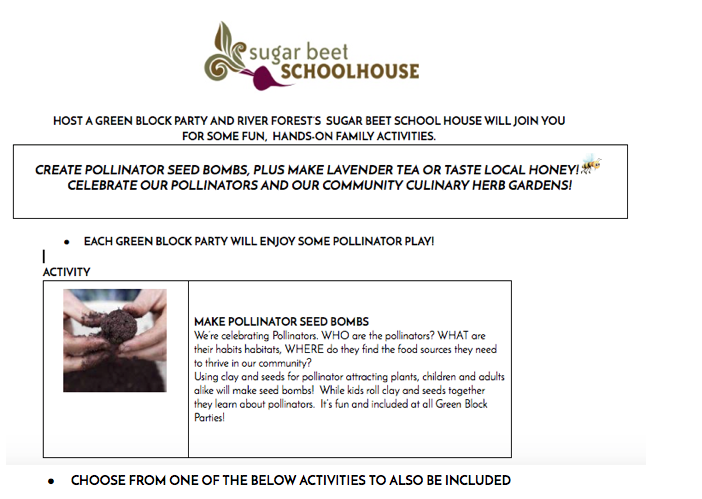 sugar beet
SCHOOLHOUSE
HOST A GREEN BLOCK PARTY AND RIVER FOREST'S SUGAR BEET SCHOOL HOUSE WILL JOIN YOU
FOR SOME FUN, HANDS-ON FAMILY ACTIVITIES.
CREATE POLLINATOR SEED BOMBS, PLUS MAKE LAVENDER TEA OR TASTE LOCAL HONEY!
CELEBRATE OUR POLLINATORS AND OUR COMMUNITY CULINARY HERB GARDENS!
● EACH GREEN BLOCK PARTY WILL ENJOY SOME POLLINATOR PLAY!
ACTIVITY
MAKE POLLINATOR SEED BOMBS
We're celebrating Pollinators. WHO are the pollinators? WHAT are
their habits habitats, WHERE do they find the food sources they need
to thrive in our community?
Using clay and seeds for pollinator attracting plants, children and adults
alike will make seed bombs! While kids roll clay and seeds together
they learn about pollinators. It's fun and included at all Green Block
Parties!
● CHOOSE FROM ONE OF THE BELOW ACTIVITIES TO ALSO BE INCLUDED